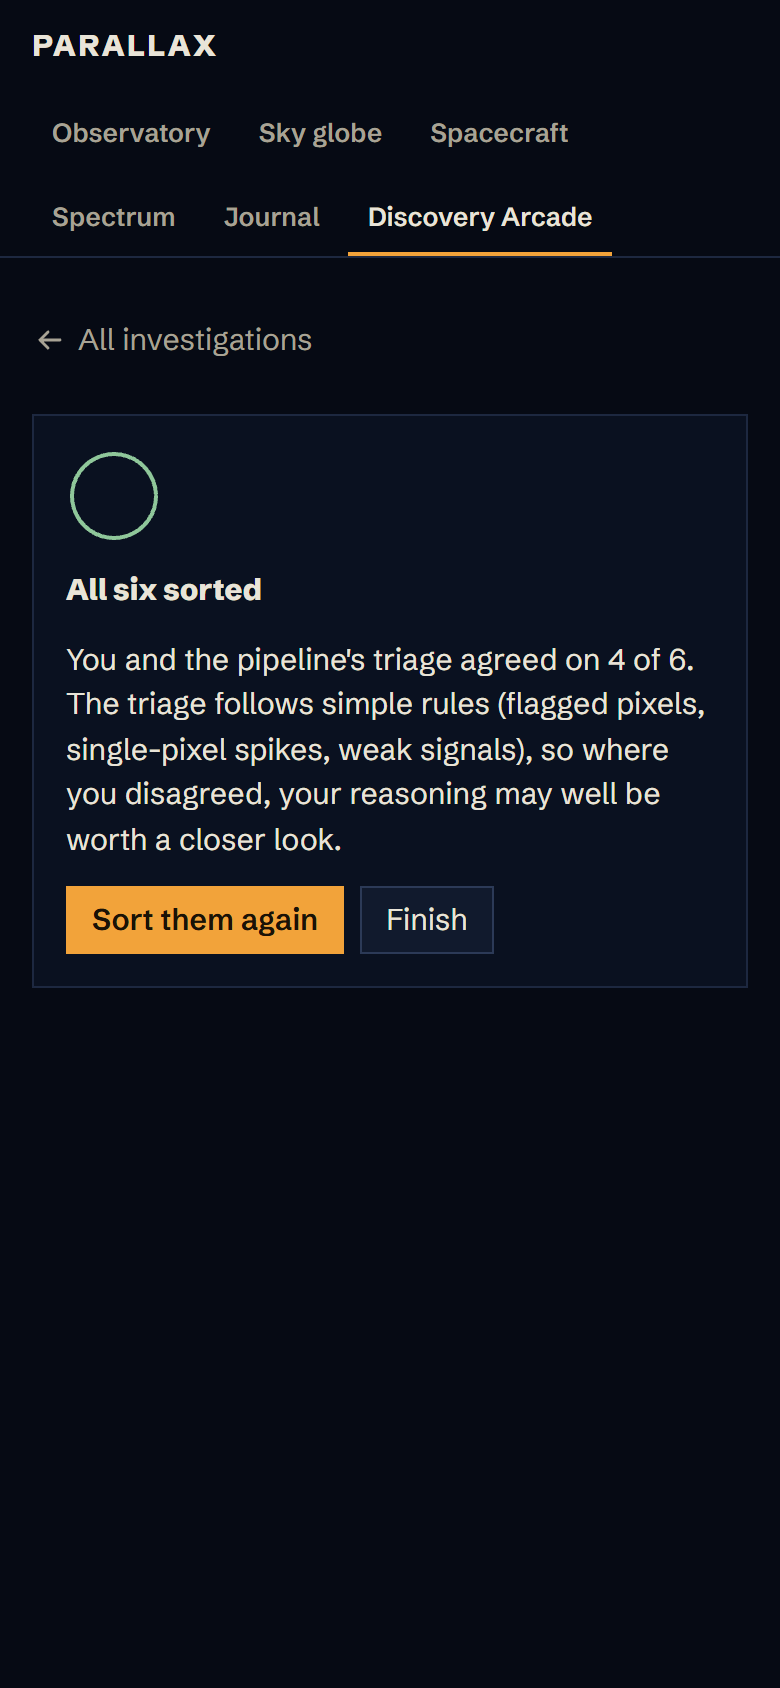 PARALLAX
Observatory Sky globe Spacecraft
Spectrum Journal Discovery Arcade
← All investigations
All six sorted
You and the pipeline's triage agreed on 4 of 6.
The triage follows simple rules (flagged pixels,
single-pixel spikes, weak signals), so where
you disagreed, your reasoning may well be
worth a closer look.
Sort them again Finish